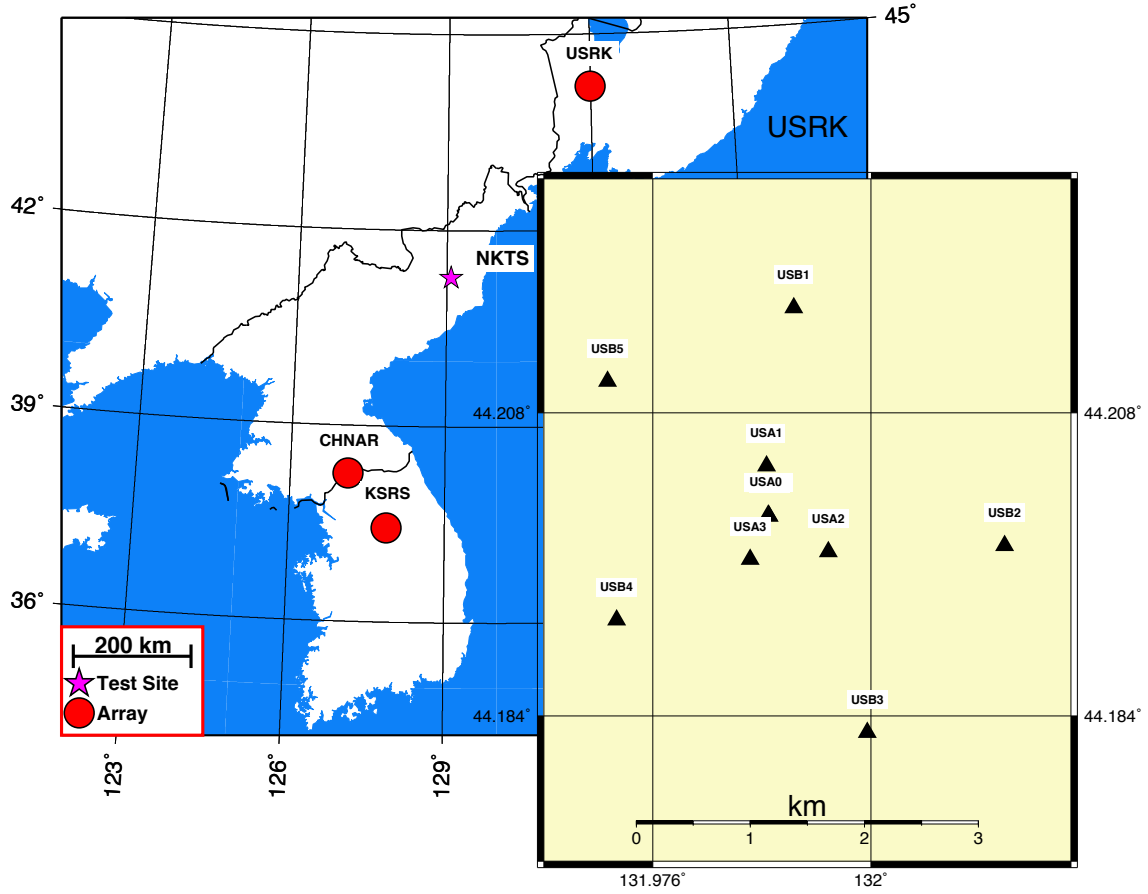 45°
USRK
USRK
42°
NKTS
USB1
USB5
39°
44.208°
44.208°
USA1
CHNAR
USA0
KSRS
USB2
USA3
USA2
USB4
36°
200 km
Test Site
Array
USB3
44.184°
44.184°
123°
126°
129°
km
0 1 2 3
131.976°
132°